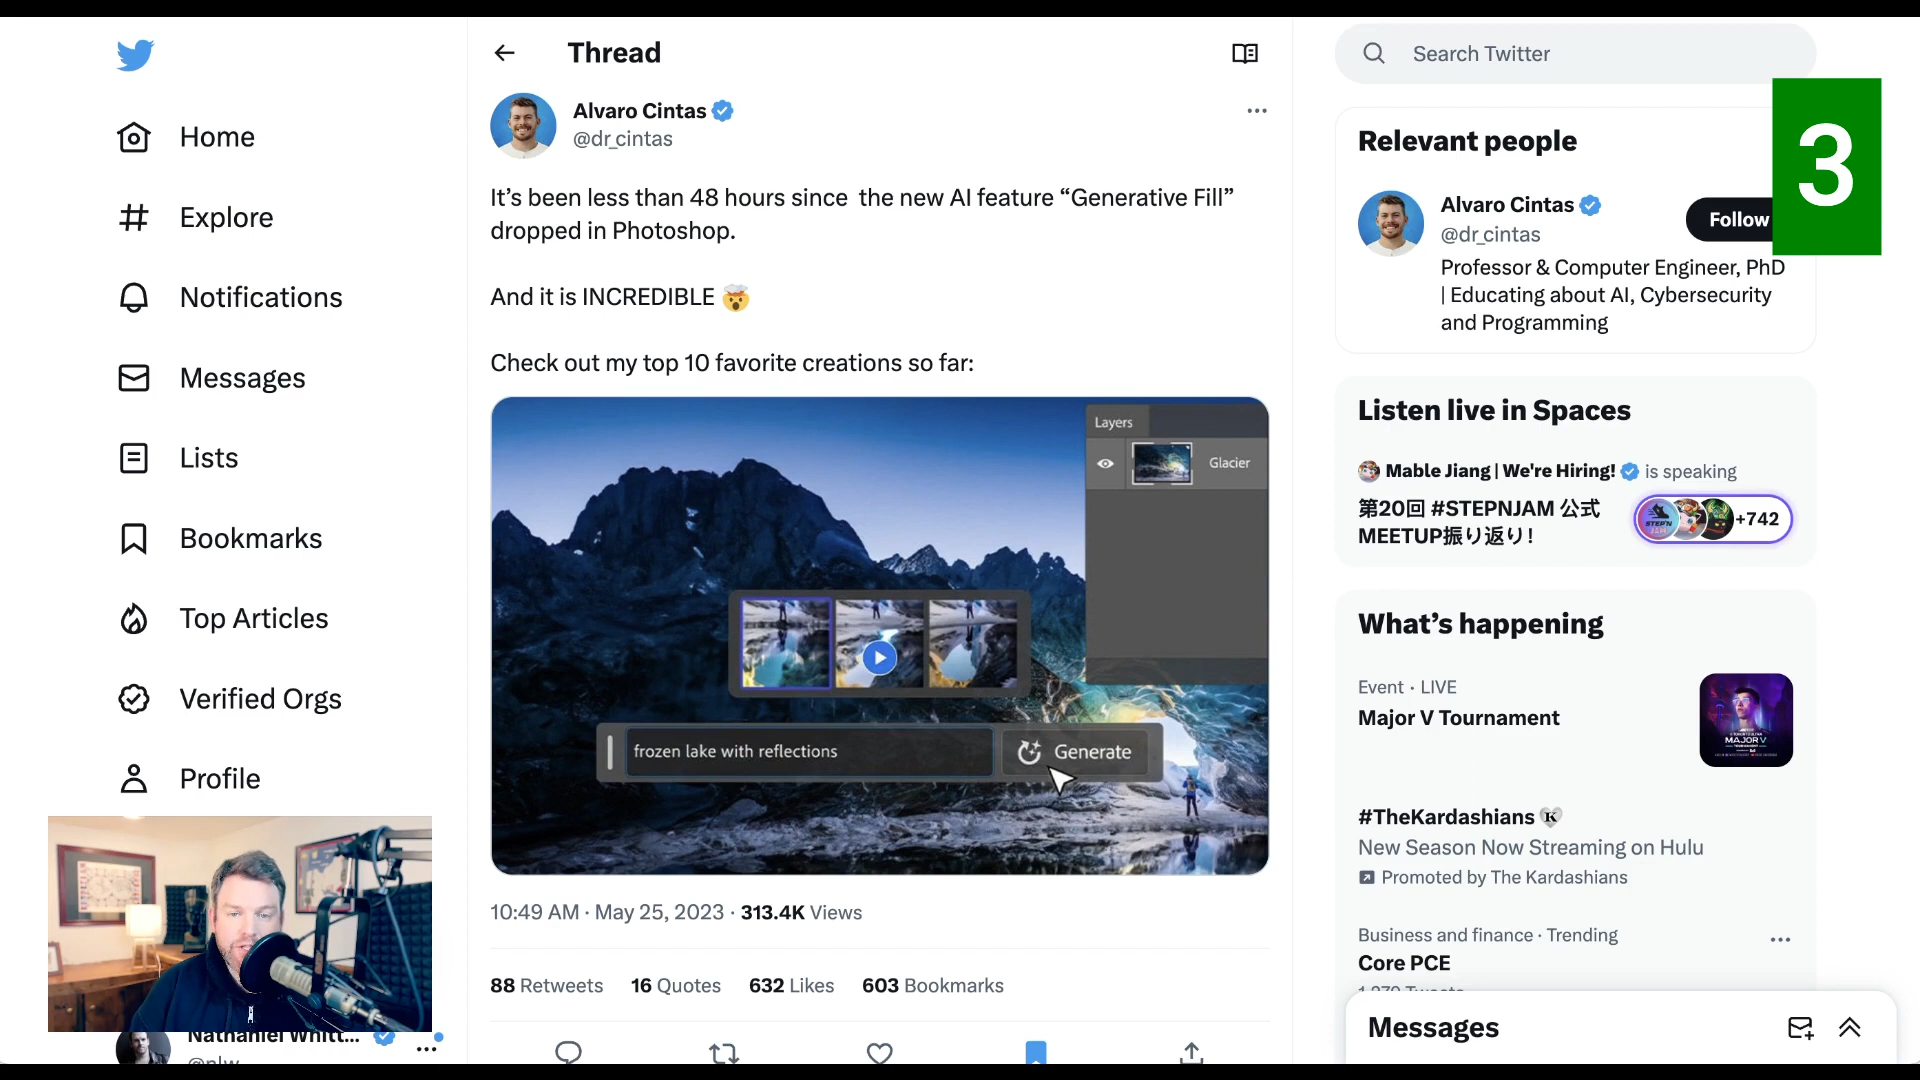 Home
Explore
Notifications
Messages
Lists
Bookmarks
Top Articles
Verified Orgs
Profile
Nathaniel Whitt...
Thread
Alvaro Cintas
@dr_cintas
It's been less than 48 hours since the new AI feature “Generative Fill”
dropped in Photoshop.
And it is INCREDIBLE 🤯
Check out my top 10 favorite creations so far:
Layers
Glacier
frozen lake with reflections
Generate
10:49 AM · May 25, 2023 · 313.4K Views
88 Retweets 16 Quotes 632 Likes 603 Bookmarks
Search Twitter
3
Relevant people
Alvaro Cintas
@dr_cintas
Follow
Professor & Computer Engineer, PhD
| Educating about AI, Cybersecurity
and Programming
Listen live in Spaces
Mable Jiang | We're Hiring! is speaking
第20回 #STEPNJAM 公式
MEETUP振り返り!
STEP'N
+742
What's happening
Event · LIVE
Major V Tournament
MAJOR V
#TheKardashians
K
New Season Now Streaming on Hulu
Promoted by The Kardashians
Business and finance · Trending
Core PCE
Messages